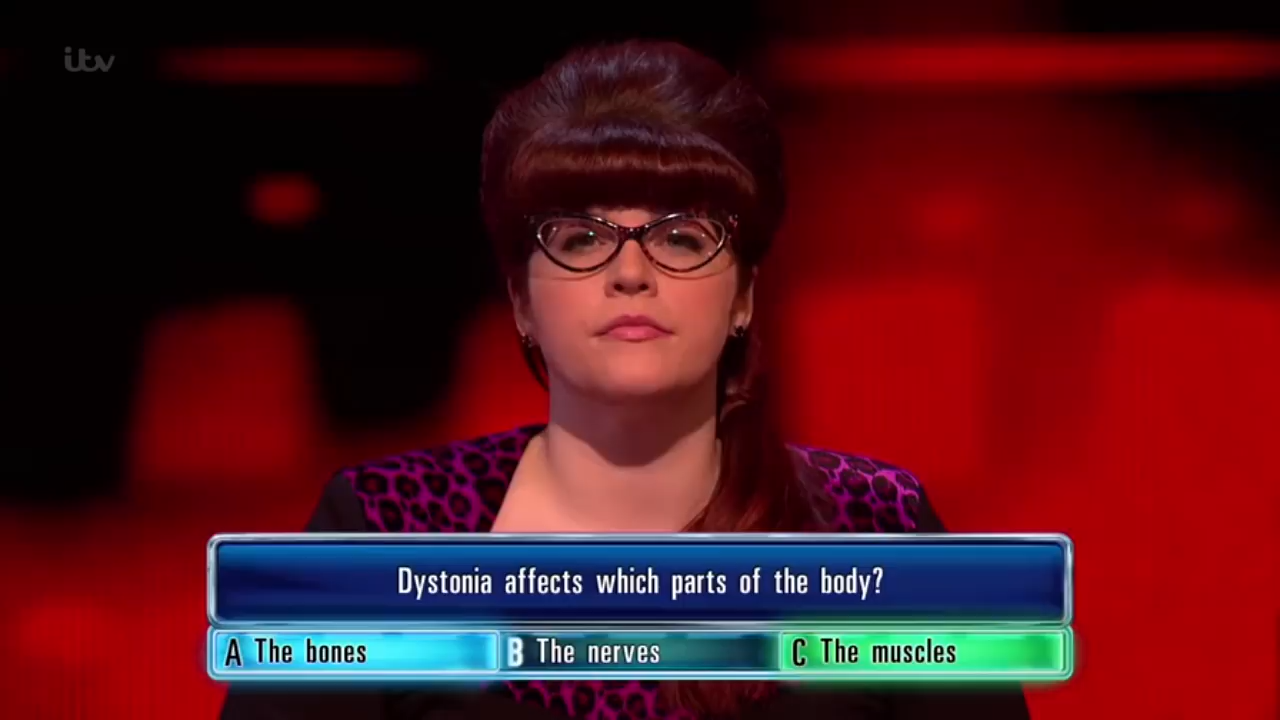 itv
Dystonia affects which parts of the body?
A The bones B The nerves C The muscles